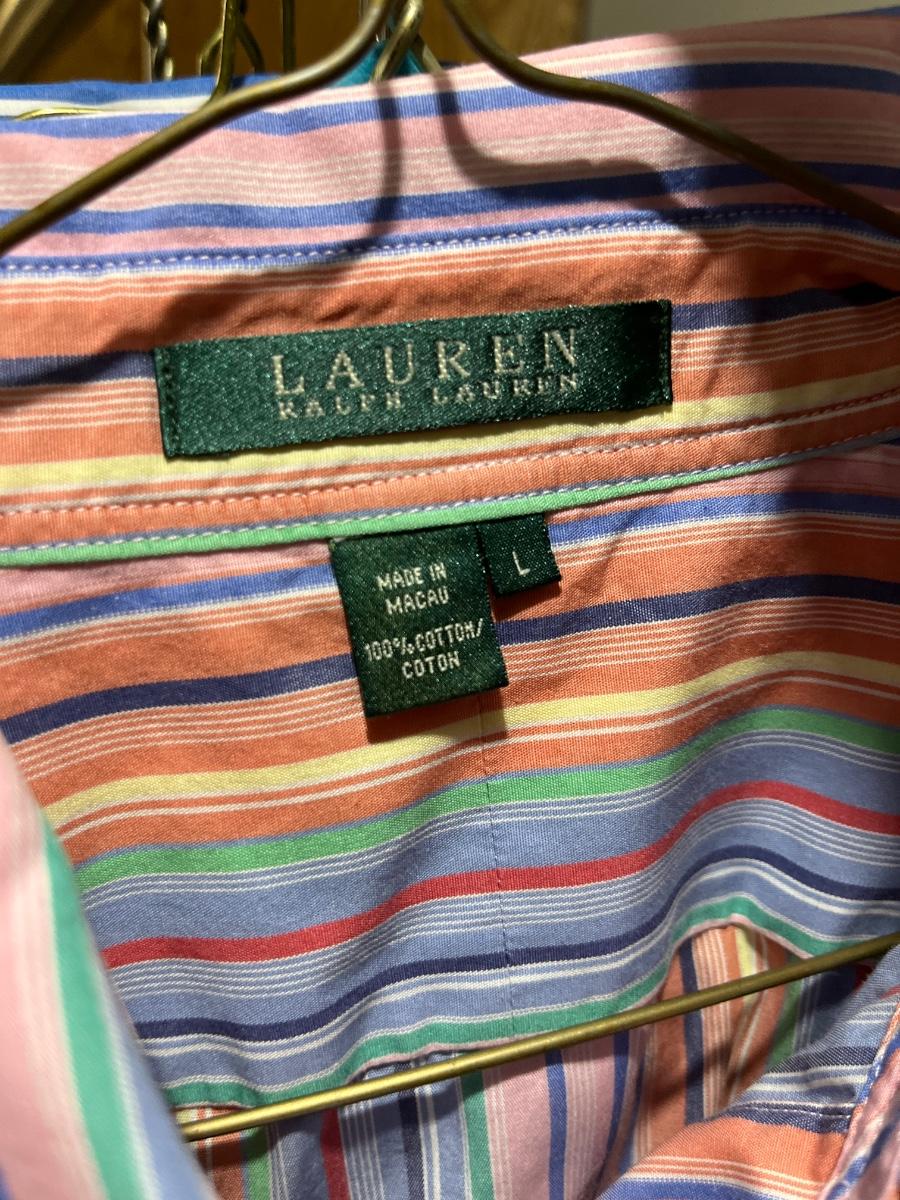 LAUREN
RALPH LAUREN
L
MADE IN
MACAU
100% COTTON/
COTON